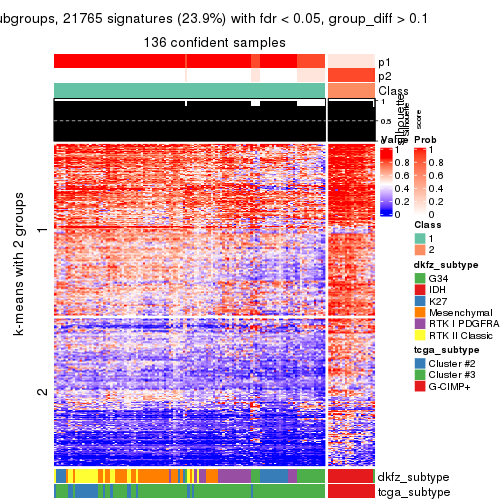 ubgroups, 21765 signatures (23.9%) with fdr < 0.05, group_diff > 0.1
136 confident samples
p1
p2
Class
1
0.5
Silhouette
score
k-means with 2 groups
1
2
Value
1
0.8
0.6
0.4
0.2
0
Prob
1
0.8
0.6
0.4
0.2
0
Class
1
2
dkfz_subtype
G34
IDH
K27
Mesenchymal
RTK I PDGFRA
RTK II Classic
tcga_subtype
Cluster #2
Cluster #3
G-CIMP+
dkfz_subtype
tcga_subtype